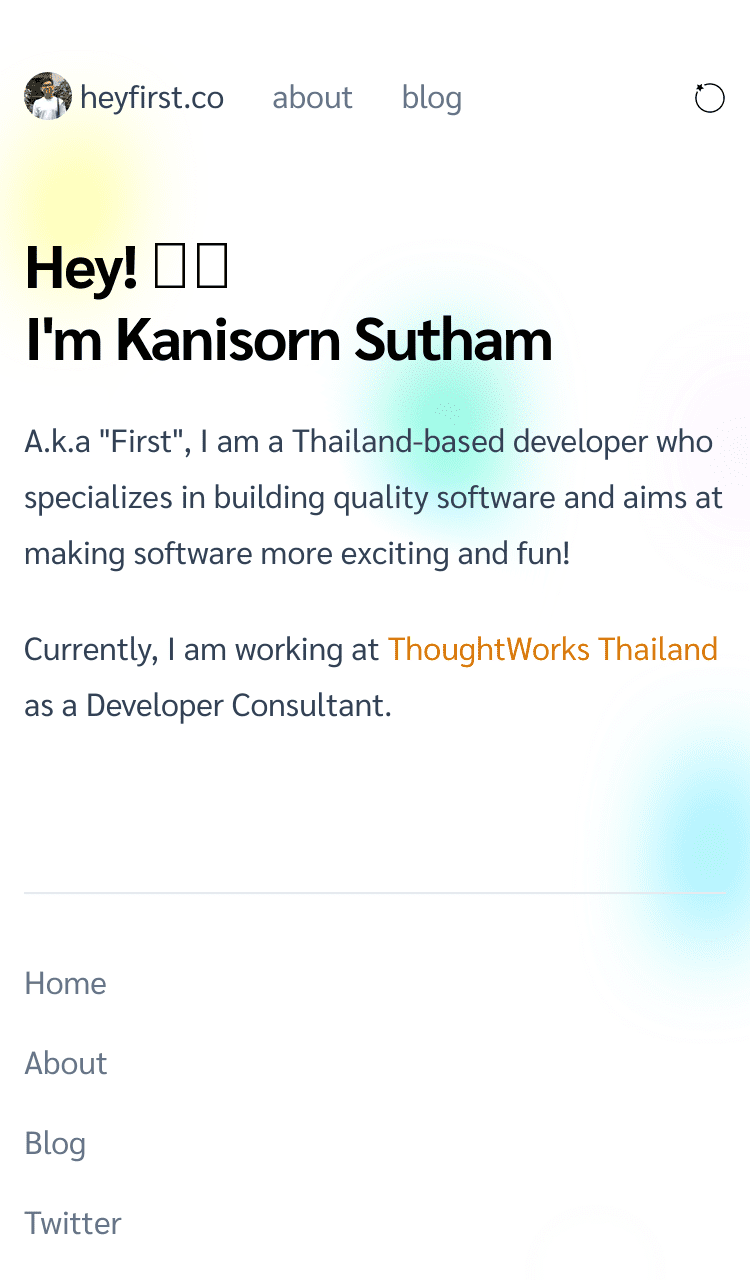 heyfirst.co about blog
Hey!
I'm Kanisorn Sutham
A.k.a "First", I am a Thailand-based developer who
specializes in building quality software and aims at
making software more exciting and fun!
Currently, I am working at ThoughtWorks Thailand
as a Developer Consultant.
Home
About
Blog
Twitter